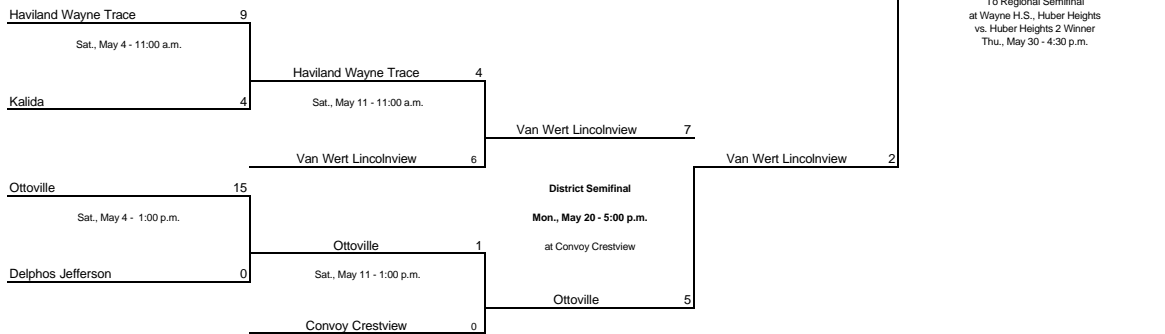 To Regional Semifinal
Haviland Wayne Trace 9
at Wayne H.S., Huber Heights
vs. Huber Heights 2 Winner
Sat., May 4 - 11:00 a.m.
Thu., May 30 - 4:30 p.m.
Haviland Wayne Trace 4
Kalida 4
Sat., May 11 - 11:00 a.m.
Van Wert Lincolnview 7
Van Wert Lincolnview 6
Van Wert Lincolnview 2
Ottoville 15
District Semifinal
Sat., May 4 - 1:00 p.m.
Mon., May 20 - 5:00 p.m.
Ottoville 1
at Convoy Crestview
Delphos Jefferson 0
Sat., May 11 - 1:00 p.m.
Ottoville 5
Convoy Crestview 0